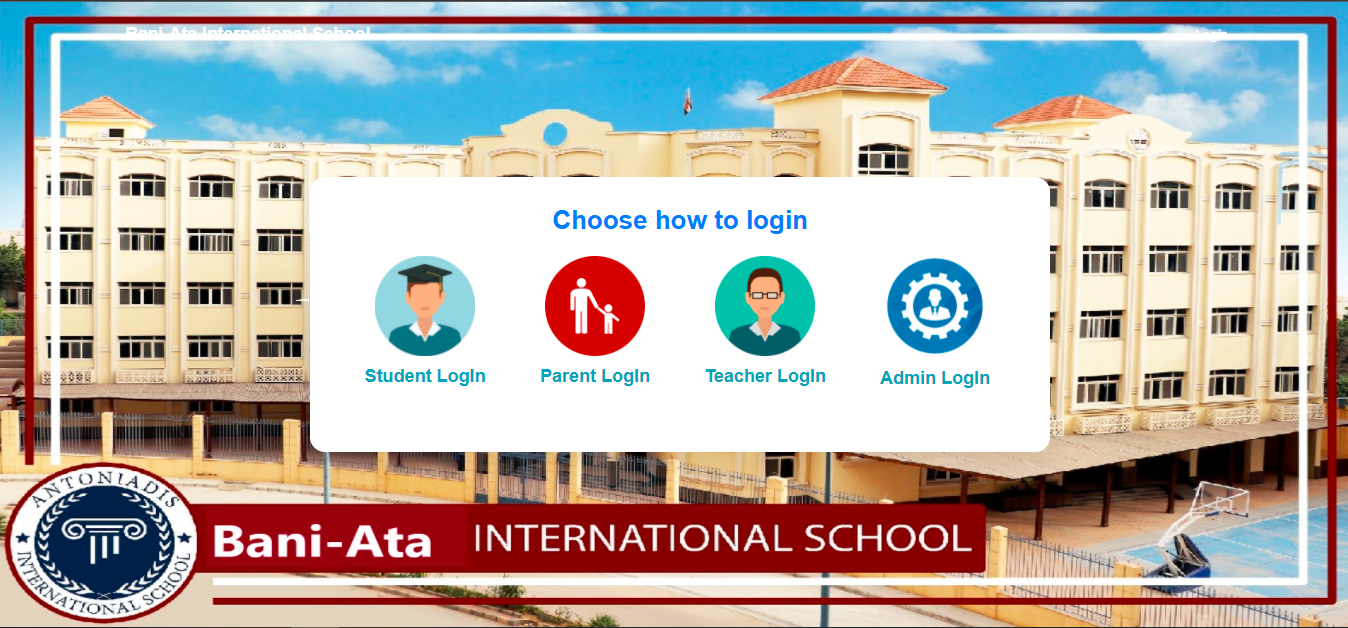 Bani-Ata International School
Login
Choose how to login
Student LogIn
Parent LogIn
Teacher LogIn
Admin LogIn
ANTONIADIS
INTERNATIONAL SCHOOL
Bani-Ata INTERNATIONAL SCHOOL